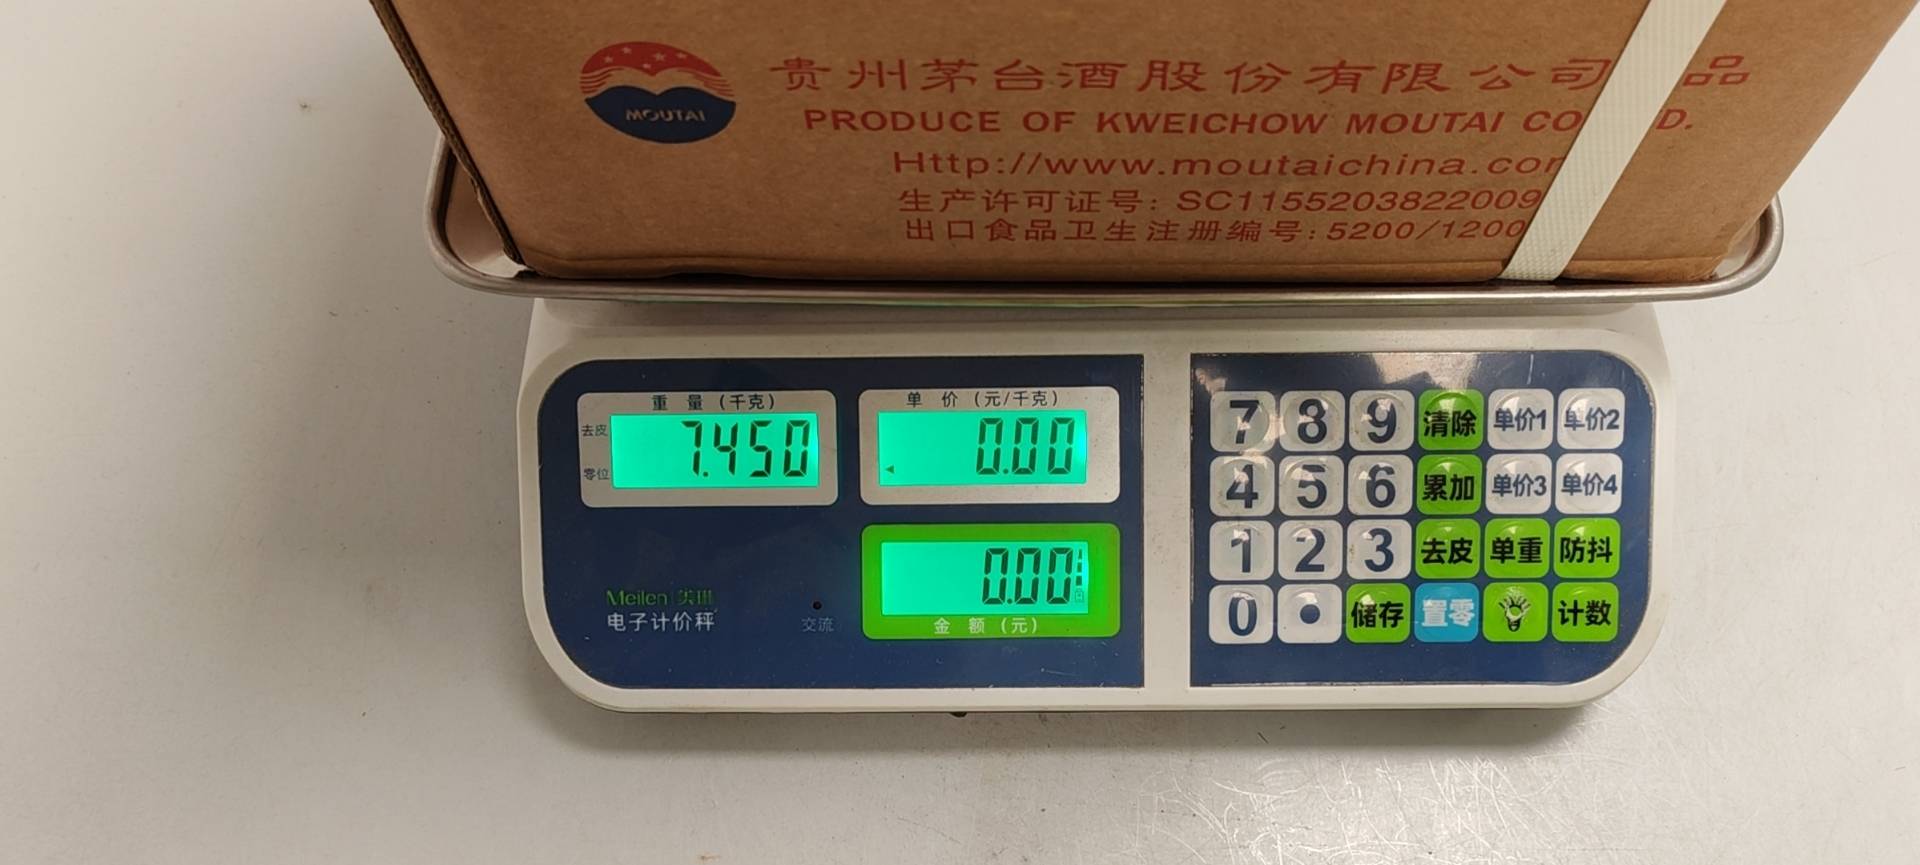 MOUTAI
贵州茅台酒股份有限公司 品
PRODUCE OF KWEICHOW MOUTAI CO D.
Http://www.moutaichina.com
生产许可证号: SC1155203822009
出口食品卫生注册编号:5200/1200
重 量 (千克)
去皮
零位
7.450
单 价 (元/千克)
0.00
0.00
金 额 (元)
Meilen 美琳
电子计价秤
交流
7 8 9 清除 单价1 单价2
4 5 6 累加 单价3 单价4
1 2 3 去皮 单重 防抖
0 • 储存 置零 计数